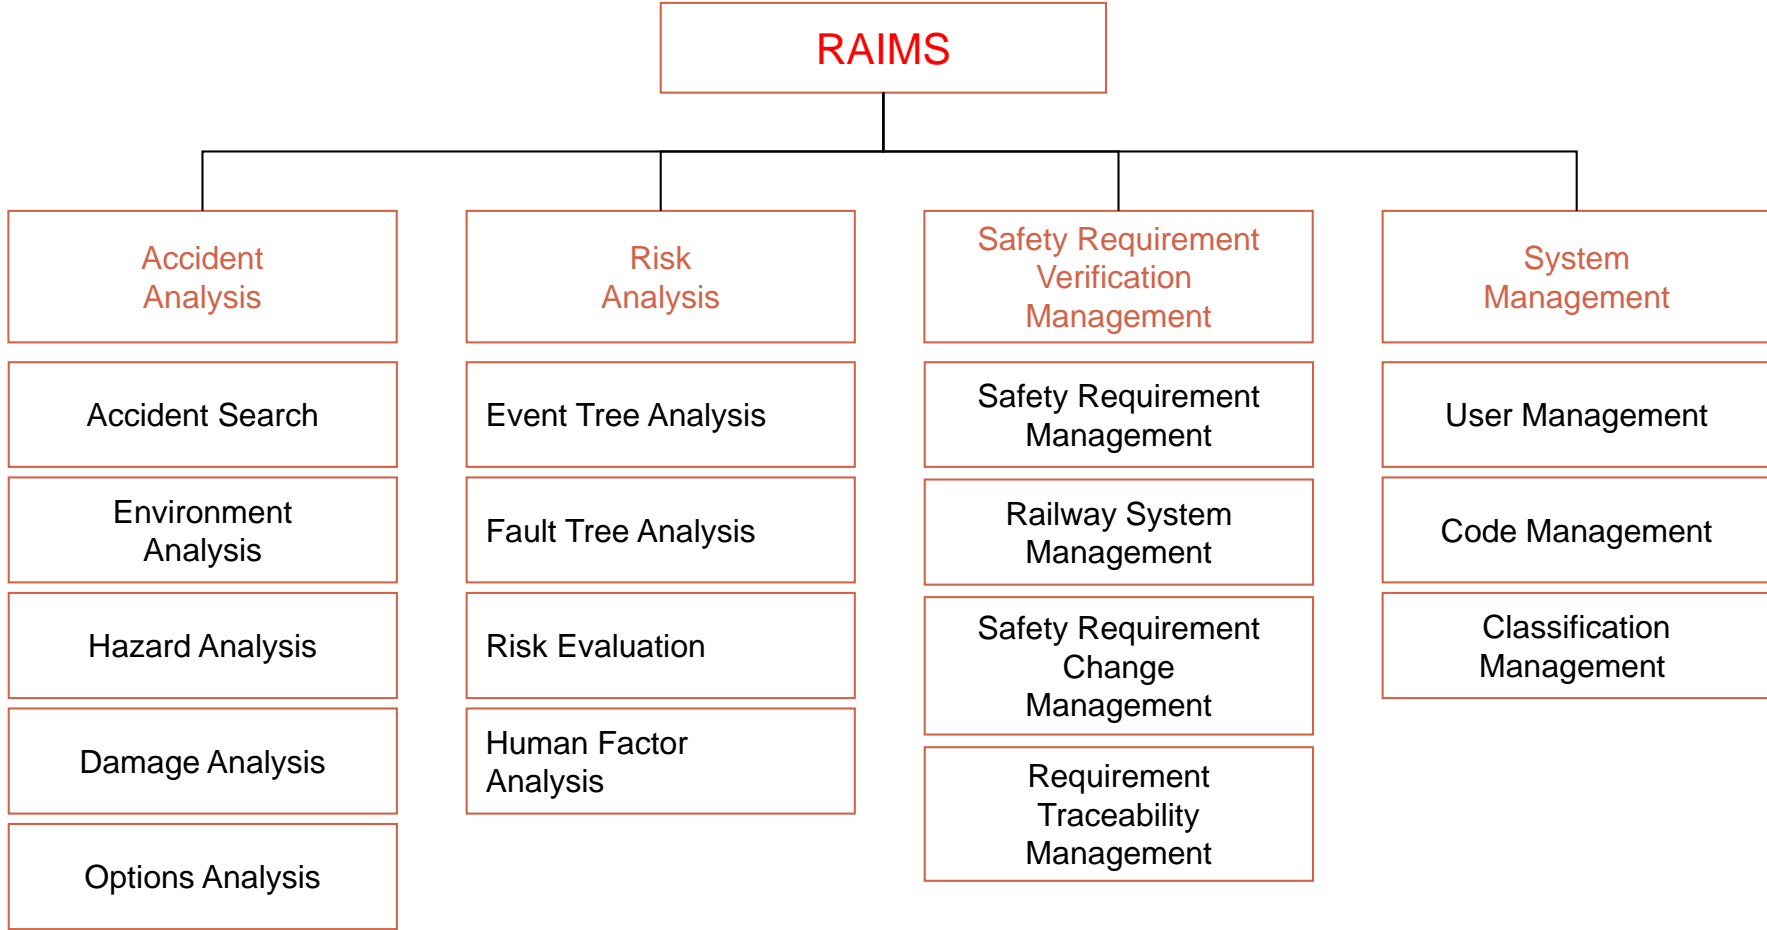 RAIMS
Accident
Analysis
Risk
Analysis
Safety Requirement
Verification
Management
System
Management
Accident Search
Environment
Analysis
Hazard Analysis
Damage Analysis
Options Analysis
Event Tree Analysis
Fault Tree Analysis
Risk Evaluation
Human Factor
Analysis
Safety Requirement
Management
Railway System
Management
Safety Requirement
Change
Management
Requirement
Traceability
Management
User Management
Code Management
Classification
Management